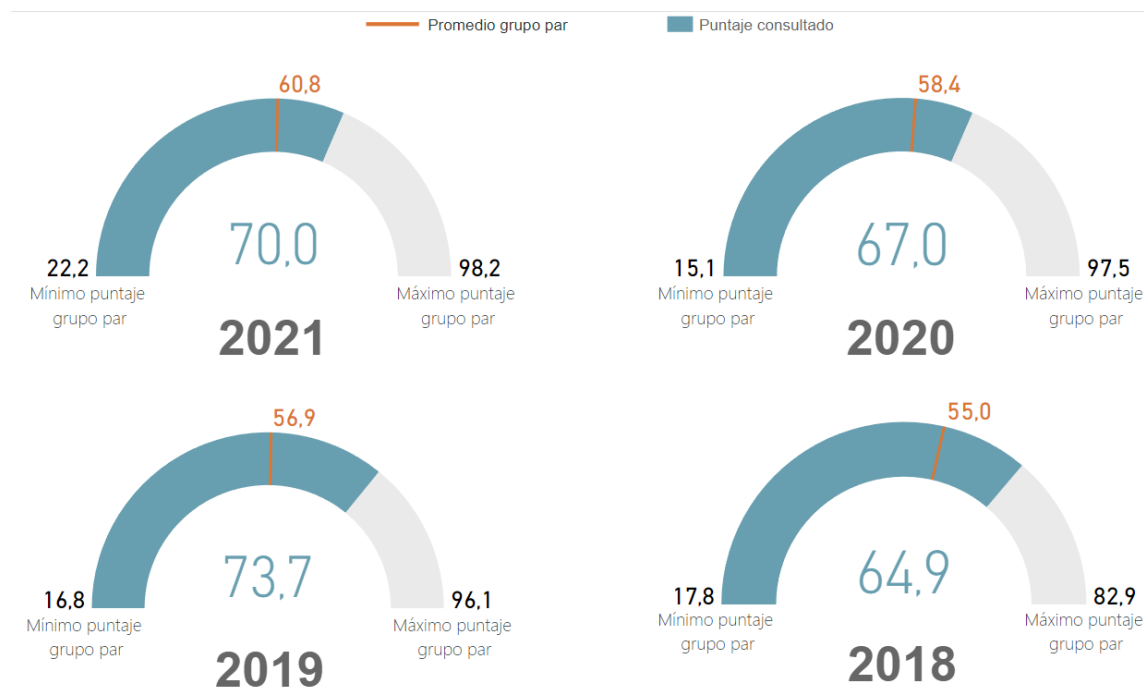 Promedio grupo par
Puntaje consultado
60,8
70,0
22,2
Mínimo puntaje
grupo par
98,2
Máximo puntaje
grupo par
2021
58,4
67,0
15,1
Mínimo puntaje
grupo par
97,5
Máximo puntaje
grupo par
2020
56,9
73,7
16,8
Mínimo puntaje
grupo par
96,1
Máximo puntaje
grupo par
2019
55,0
64,9
17,8
Mínimo puntaje
grupo par
82,9
Máximo puntaje
grupo par
2018